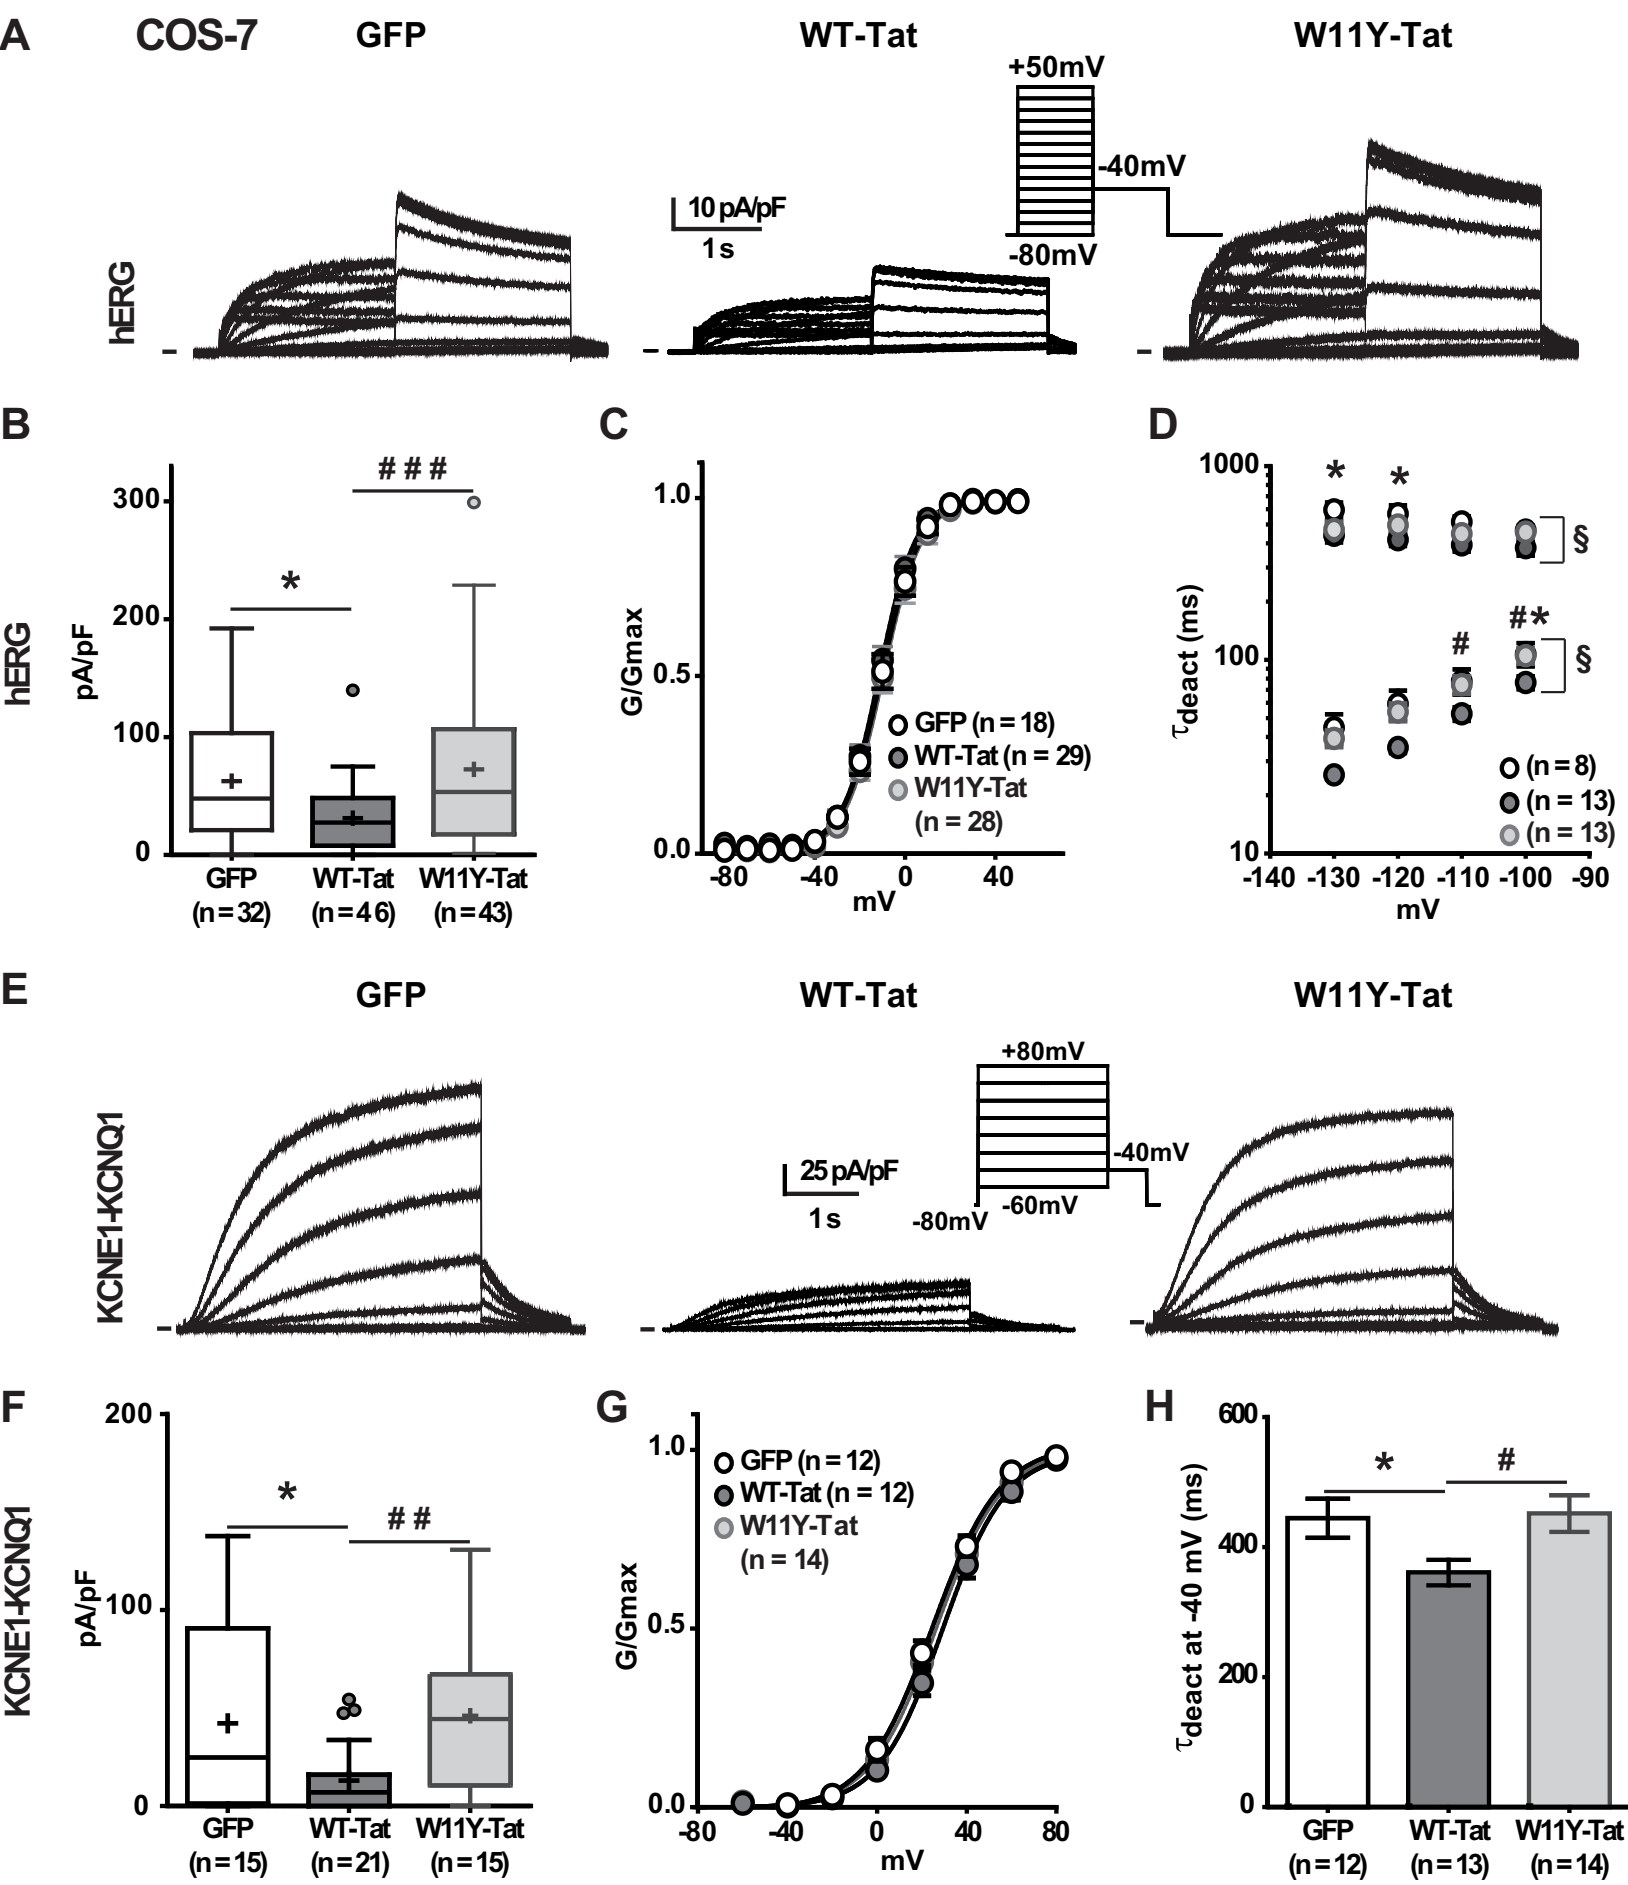 A COS-7 GFP WT-Tat W11Y-Tat
+50mV
-40mV
10 pA/pF
1 s
-80mV
hERG
B
###
*
300
200
100
0
pA/pF
hERG
GFP WT-Tat W11Y-Tat
(n = 32) (n = 46) (n = 43)
C
1.0
0.5
0.0
G/Gmax
GFP (n = 18)
WT-Tat (n = 29)
W11Y-Tat
(n = 28)
-80 -40 0 40
mV
D
1000
100
10
τdeact (ms)
* *
§
# #*
§
(n = 8)
(n = 13)
(n = 13)
-140 -130 -120 -110 -100 -90
mV
E GFP WT-Tat W11Y-Tat
+80mV
-40mV
25 pA/pF
1 s
-80mV
-60mV
KCNE1-KCNQ1
F
200
100
0
pA/pF
KCNE1-KCNQ1
*
##
GFP WT-Tat W11Y-Tat
(n = 15) (n = 21) (n = 15)
G
1.0
0.5
0.0
G/Gmax
GFP (n = 12)
WT-Tat (n = 12)
W11Y-Tat
(n = 14)
-80 -40 0 40 80
mV
H
600
400
200
0
τdeact at -40 mV (ms)
* #
GFP WT-Tat W11Y-Tat
(n = 12) (n = 13) (n = 14)